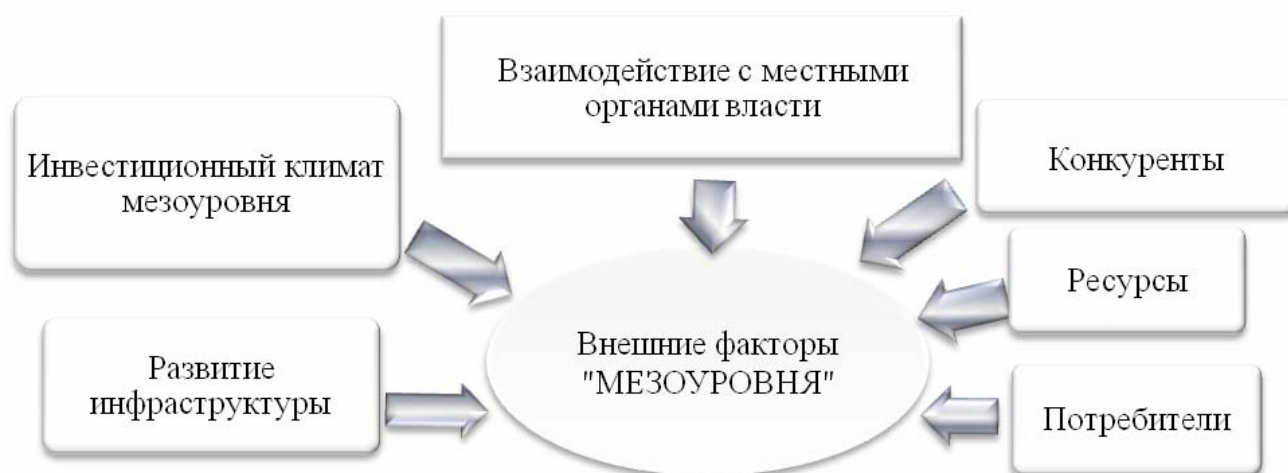 Взаимодействие с местными
органами власти
Инвестиционный климат
мезоуровня
Конкуренты
Ресурсы
Внешние факторы
"МЕЗОУРОВНЯ"
Развитие
инфраструктуры
Потребители